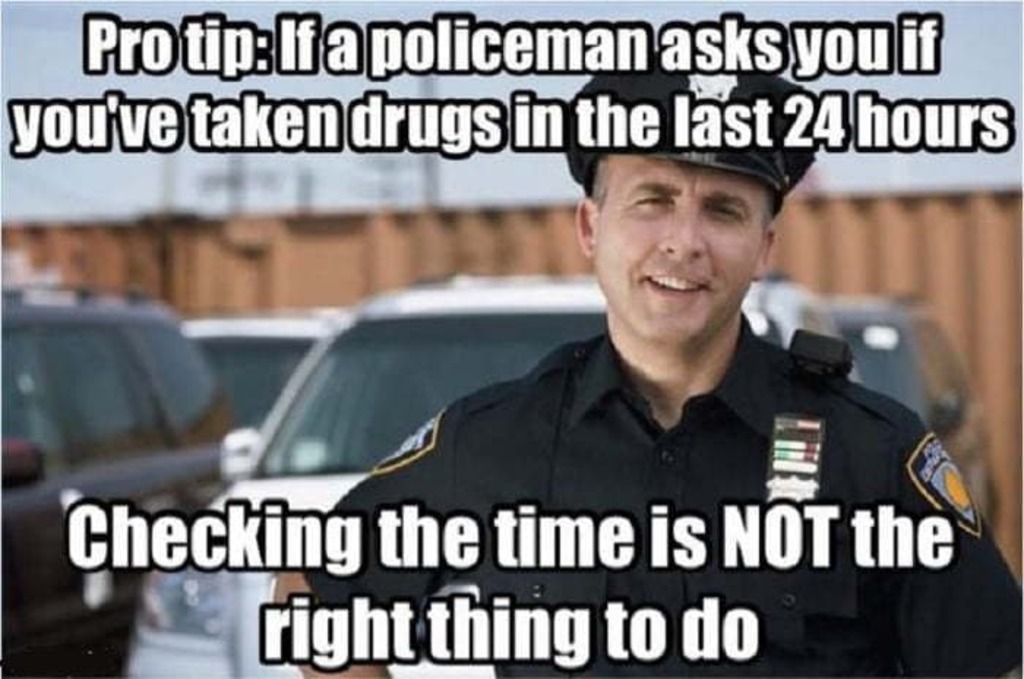 Pro tip: If a policeman asks you if
you've taken drugs in the last 24 hours
Checking the time is NOT the
right thing to do